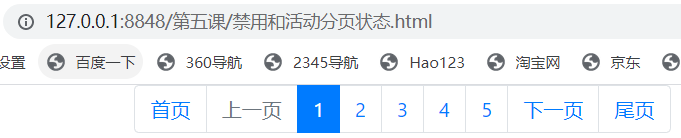 127.0.0.1:8848/第五课/禁用和活动分页状态.html
设置 百度一下 360导航 2345导航 Hao123 淘宝网 京东
首页 上一页 1 2 3 4 5 下一页 尾页